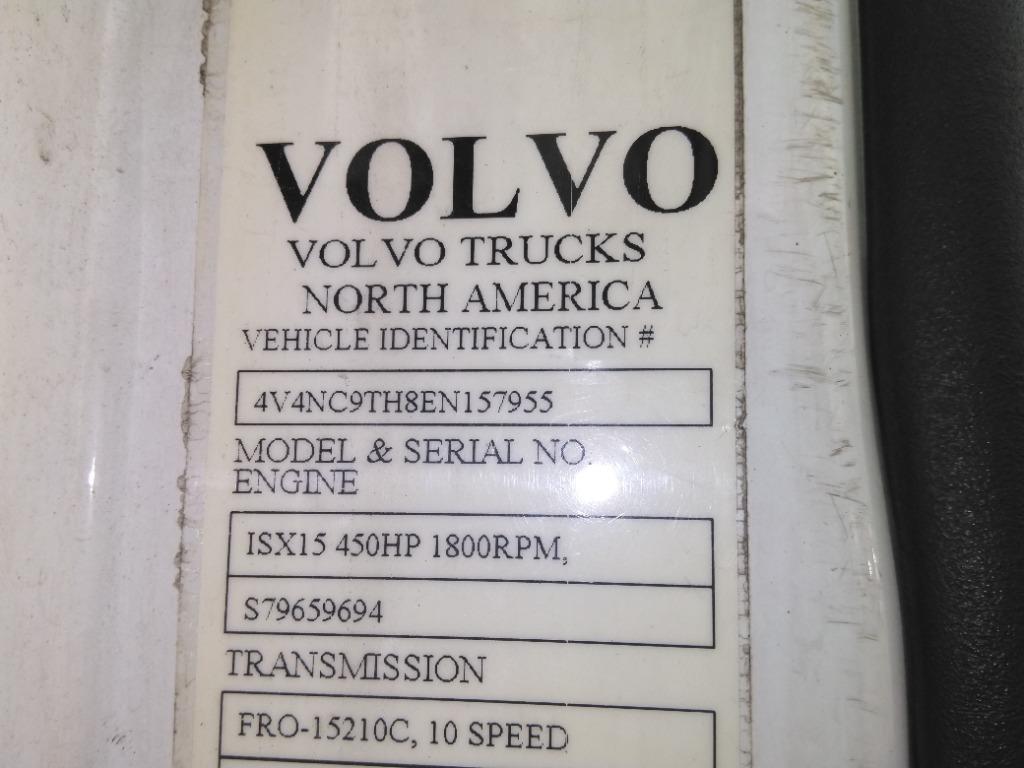 VOLVO
VOLVO TRUCKS
NORTH AMERICA
VEHICLE IDENTIFICATION #
4V4NC9TH8EN157955
MODEL & SERIAL NO.
ENGINE
ISX15 450HP 1800RPM,
S79659694
TRANSMISSION
FRO-15210C, 10 SPEED